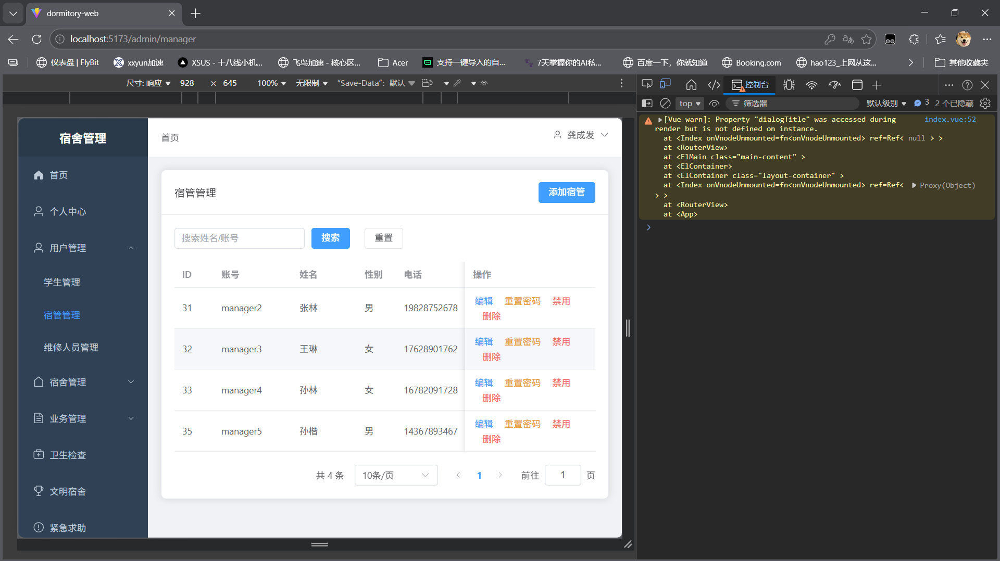 dormitory-web
localhost:5173/admin/manager
仪表盘 | FlyBit
xxyun加速
XSUS - 十八线小机...
飞鸟加速 - 核心区...
Acer
支持一键导入的自...
7天掌握你的AI私...
百度一下，你就知道
Booking.com
hao123_上网从这...
其他收藏夹
尺寸: 响应 928 × 645 100% 无限制 "Save-Data": 默认
控制台
top
筛选器
默认级别
3
2 个已隐藏
[Vue warn]: Property "dialogTitle" was accessed during index.vue:52
render but is not defined on instance.
at <Index onVnodeUnmounted=fn<onVnodeUnmounted> ref=Ref< null > >
at <RouterView>
at <ElMain class="main-content" >
at <ElContainer>
at <ElContainer class="layout-container" >
at <Index onVnodeUnmounted=fn<onVnodeUnmounted> ref=Ref< Proxy(Object)
> >
at <RouterView>
at <App>
宿舍管理
首页
个人中心
用户管理
学生管理
宿管管理
维修人员管理
宿舍管理
业务管理
卫生检查
文明宿舍
紧急求助
首页
龚成发
宿管管理
添加宿管
搜索姓名/账号
搜索
重置
ID 账号 姓名 性别 电话 操作
31 manager2 张林 男 19828752678 编辑 重置密码 禁用
删除
32 manager3 王琳 女 17628901762 编辑 重置密码 禁用
删除
33 manager4 孙林 女 16782091728 编辑 重置密码 禁用
删除
35 manager5 孙楷 男 14367893467 编辑 重置密码 禁用
删除
共 4 条 10条/页 1 前往 1 页